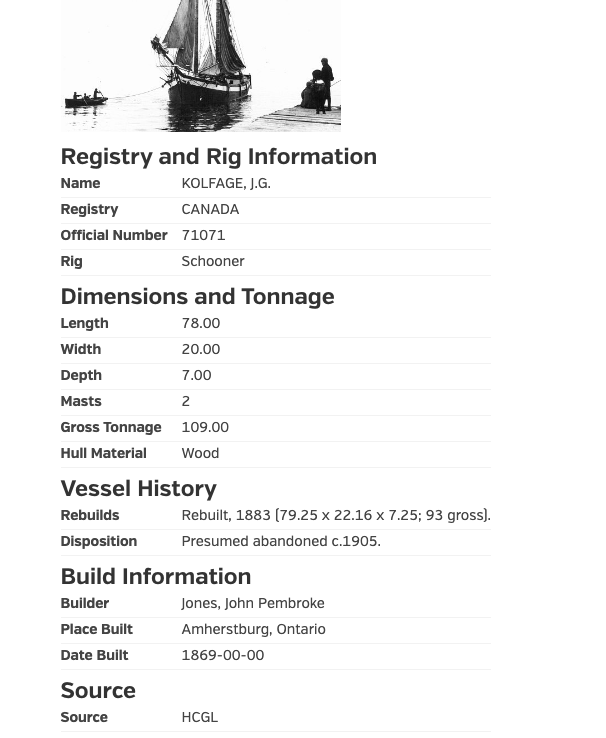 Registry and Rig Information
Name KOLFAGE, J.G.
Registry CANADA
Official Number 71071
Rig Schooner
Dimensions and Tonnage
Length 78.00
Width 20.00
Depth 7.00
Masts 2
Gross Tonnage 109.00
Hull Material Wood
Vessel History
Rebuilds Rebuilt, 1883 (79.25 x 22.16 x 7.25; 93 gross).
Disposition Presumed abandoned c.1905.
Build Information
Builder Jones, John Pembroke
Place Built Amherstburg, Ontario
Date Built 1869-00-00
Source
Source HCGL